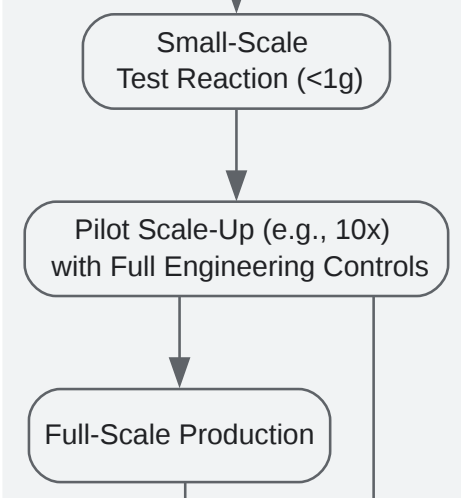 Small-Scale
Test Reaction (<1g)
Pilot Scale-Up (e.g., 10x)
with Full Engineering Controls
Full-Scale Production